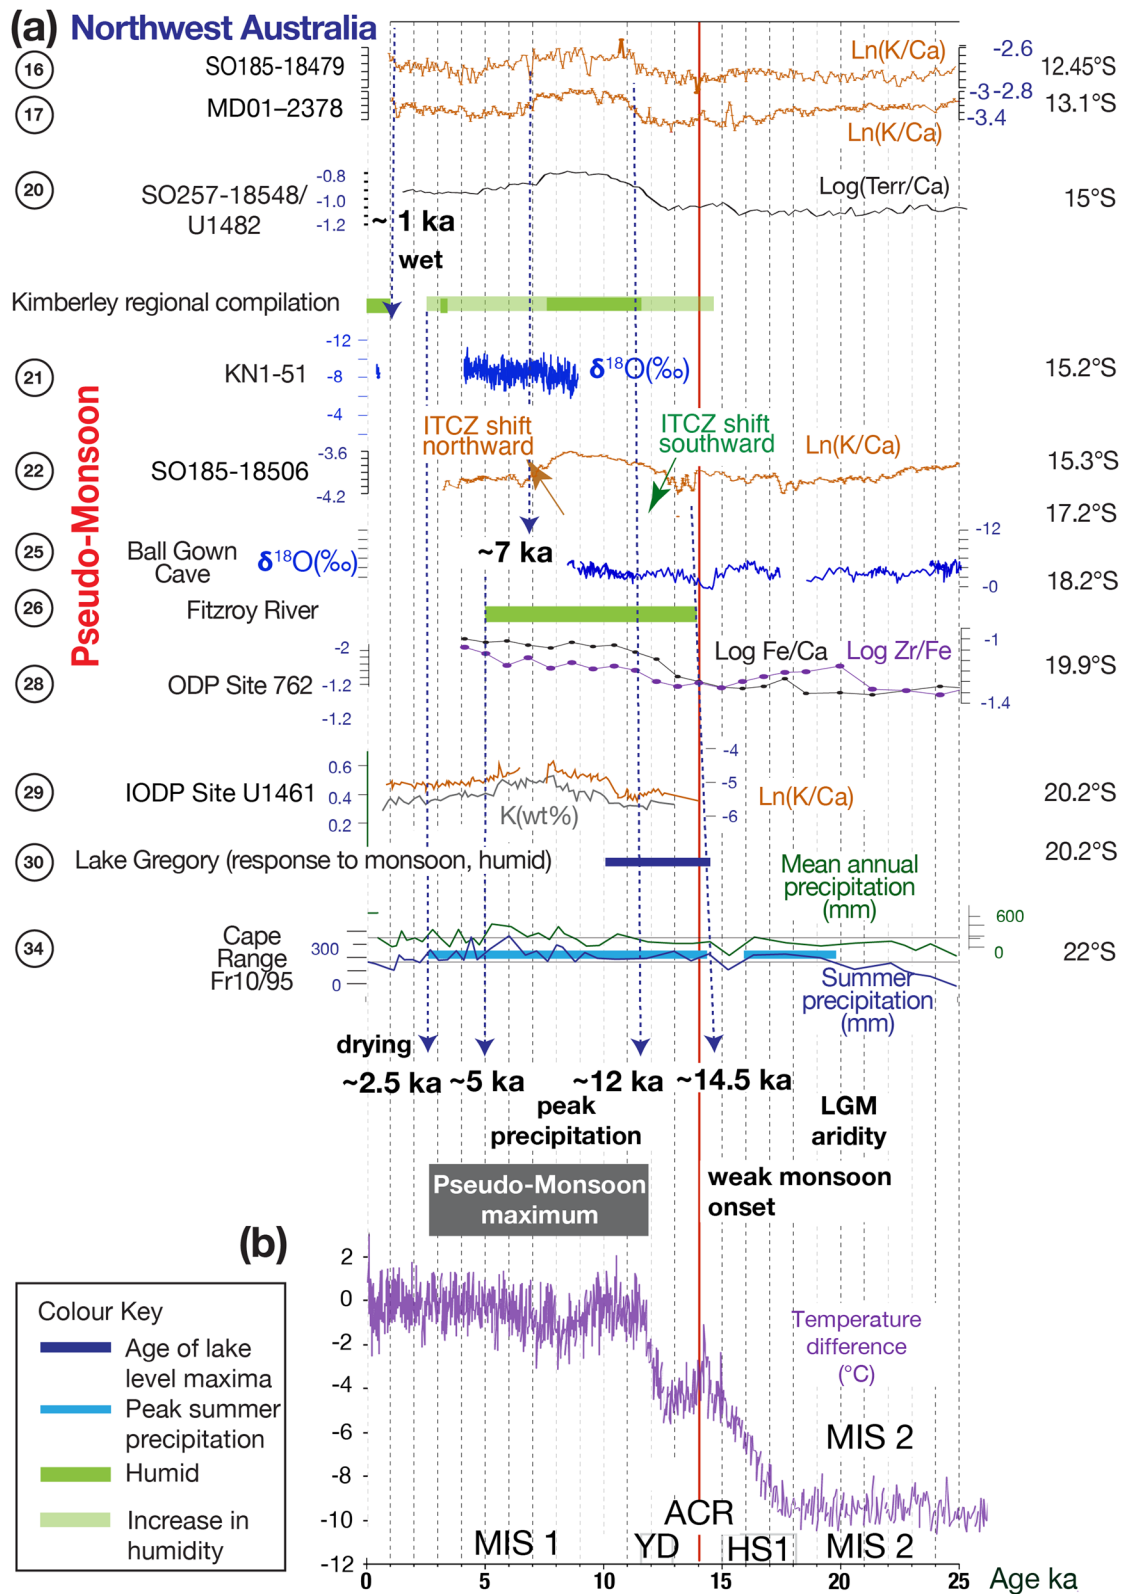 (a) Northwest Australia
16 SO185-18479 Ln(K/Ca) -2.6 12.45°S
-3 -2.8
17 MD01–2378 13.1°S
-3.4
Ln(K/Ca)
-0.8
20 SO257-18548/ -1.0 Log(Terr/Ca) 15°S
U1482 -1.2
~ 1 ka
wet
Kimberley regional compilation
-12
21 KN1-51 -8 δ¹⁸O(‰) 15.2°S
-4
ITCZ shift ITCZ shift
northward southward
Ln(K/Ca)
-3.6
22 SO185-18506 15.3°S
-4.2
17.2°S
-12
25 Ball Gown δ¹⁸O(‰) ~7 ka
Cave
-0 18.2°S
26 Fitzroy River
-2 Log Fe/Ca Log Zr/Fe -1
19.9°S
28 ODP Site 762 -1.2
-1.4
-1.2
-4
0.6
-5
29 IODP Site U1461 0.4 Ln(K/Ca) 20.2°S
K(wt%) -6
0.2
30 Lake Gregory (response to monsoon, humid) 20.2°S
Mean annual
precipitation
(mm)
600
34 Cape
Range 300 0 22°S
Fr10/95 0
Summer
precipitation
(mm)
drying
~2.5 ka ~5 ka ~12 ka ~14.5 ka
peak
precipitation
LGM
aridity
Pseudo-Monsoon
maximum
weak monsoon
onset
Pseudo-Monsoon
(b)
2
0
-2
-4
-6
-8
-10
-12
Temperature
difference
(°C)
MIS 2
ACR
MIS 1 YD HS1 MIS 2
0 5 10 15 20 25 Age ka
Colour Key
Age of lake
level maxima
Peak summer
precipitation
Humid
Increase in
humidity